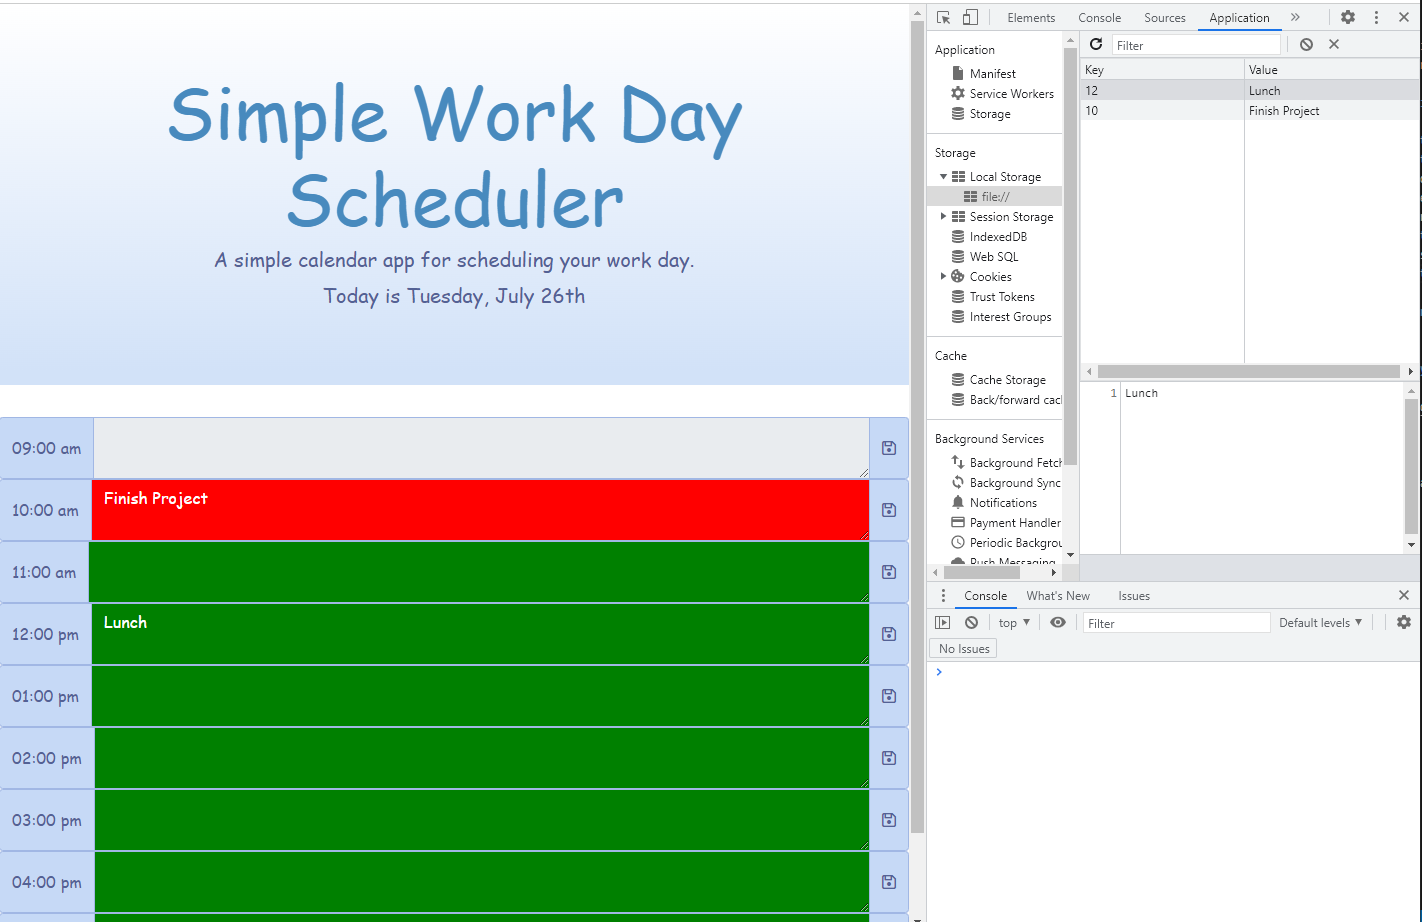 Simple Work Day
Scheduler
A simple calendar app for scheduling your work day.
Today is Tuesday, July 26th
09:00 am
10:00 am
Finish Project
11:00 am
12:00 pm
Lunch
01:00 pm
02:00 pm
03:00 pm
04:00 pm
Elements
Console
Sources
Application
Application
Manifest
Service Workers
Storage
Storage
Local Storage
file://
Session Storage
IndexedDB
Web SQL
Cookies
Trust Tokens
Interest Groups
Cache
Cache Storage
Back/forward cac
Background Services
Background Fetch
Background Sync
Notifications
Payment Handler
Periodic Backgrou
Push Messaging
Filter
Key Value
12 Lunch
10 Finish Project
1 Lunch
Console What's New Issues
top Filter Default levels
No Issues